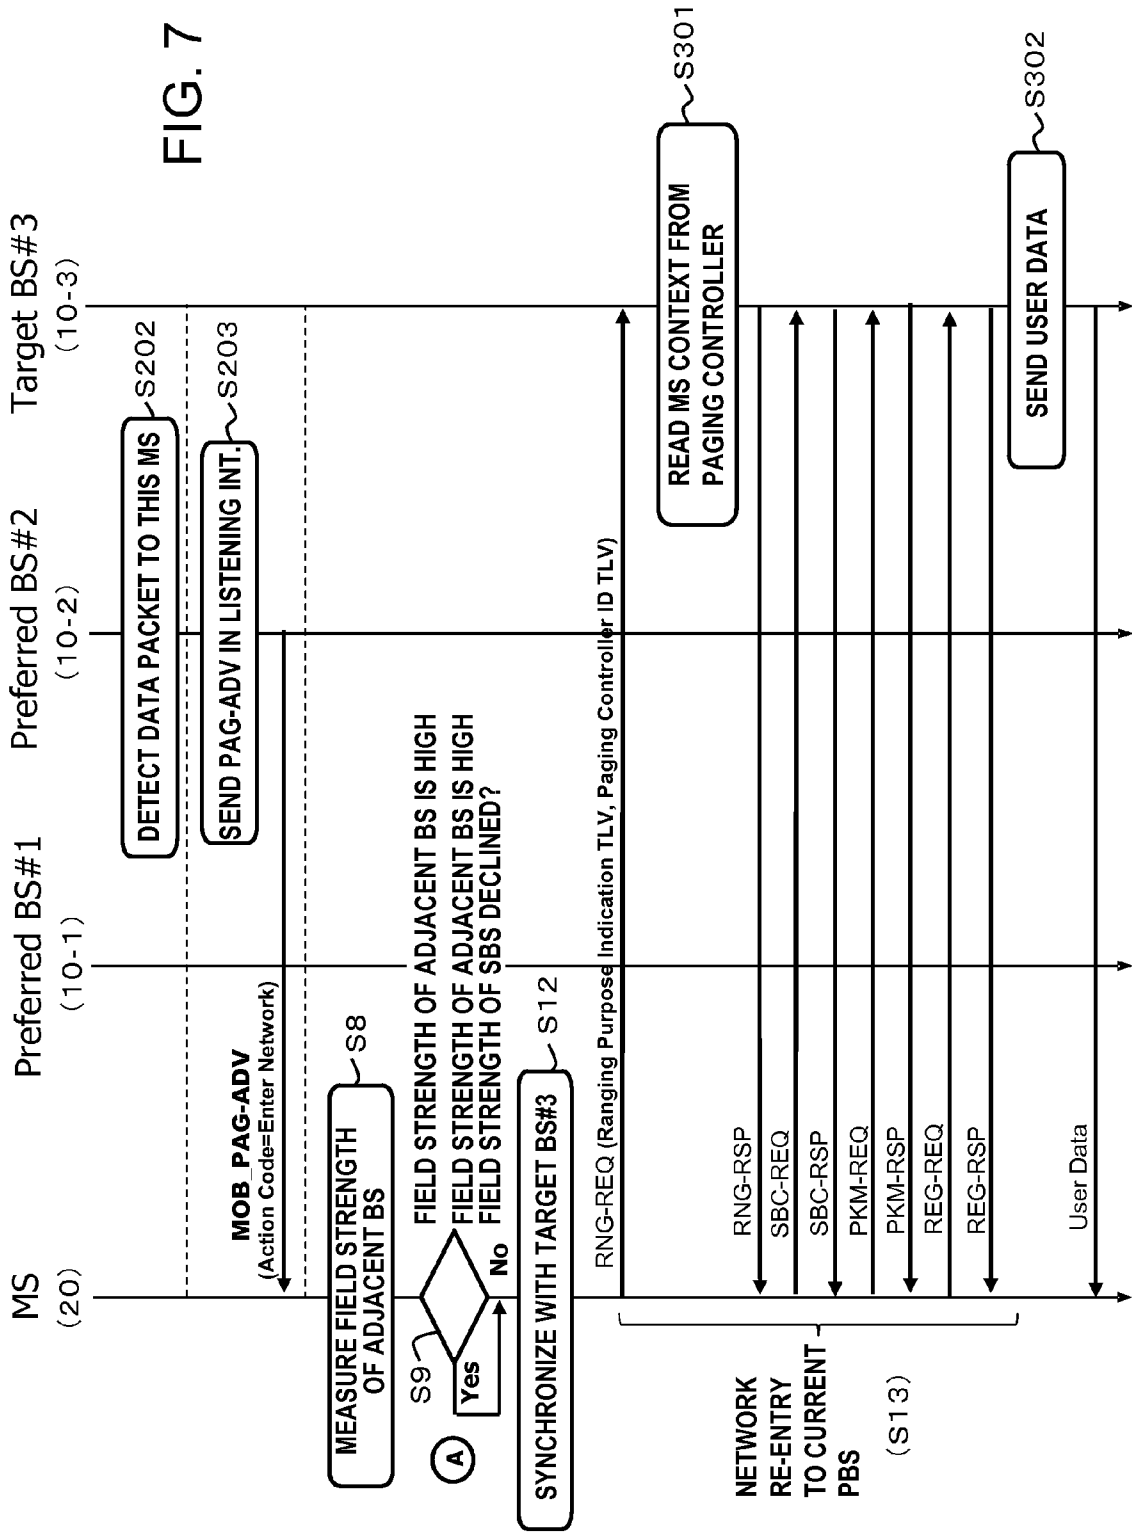 FIG. 7
MS
(20)
Preferred BS#1
(10-1)
Preferred BS#2
(10-2)
Target BS#3
(10-3)
DETECT DATA PACKET TO THIS MS
S202
SEND PAG-ADV IN LISTENING INT.
S203
MOB_PAG-ADV
(Action Code=Enter Network)
MEASURE FIELD STRENGTH
OF ADJACENT BS
S8
S9
FIELD STRENGTH OF ADJACENT BS IS HIGH
FIELD STRENGTH OF ADJACENT BS IS HIGH
FIELD STRENGTH OF SBS DECLINED?
A
Yes
No
SYNCHRONIZE WITH TARGET BS#3
S12
RNG-REQ (Ranging Purpose Indication TLV, Paging Controller ID TLV)
READ MS CONTEXT FROM
PAGING CONTROLLER
S301
NETWORK
RE-ENTRY
TO CURRENT
PBS
(S13)
RNG-RSP
SBC-REQ
SBC-RSP
PKM-REQ
PKM-RSP
REG-REQ
REG-RSP
SEND USER DATA
S302
User Data